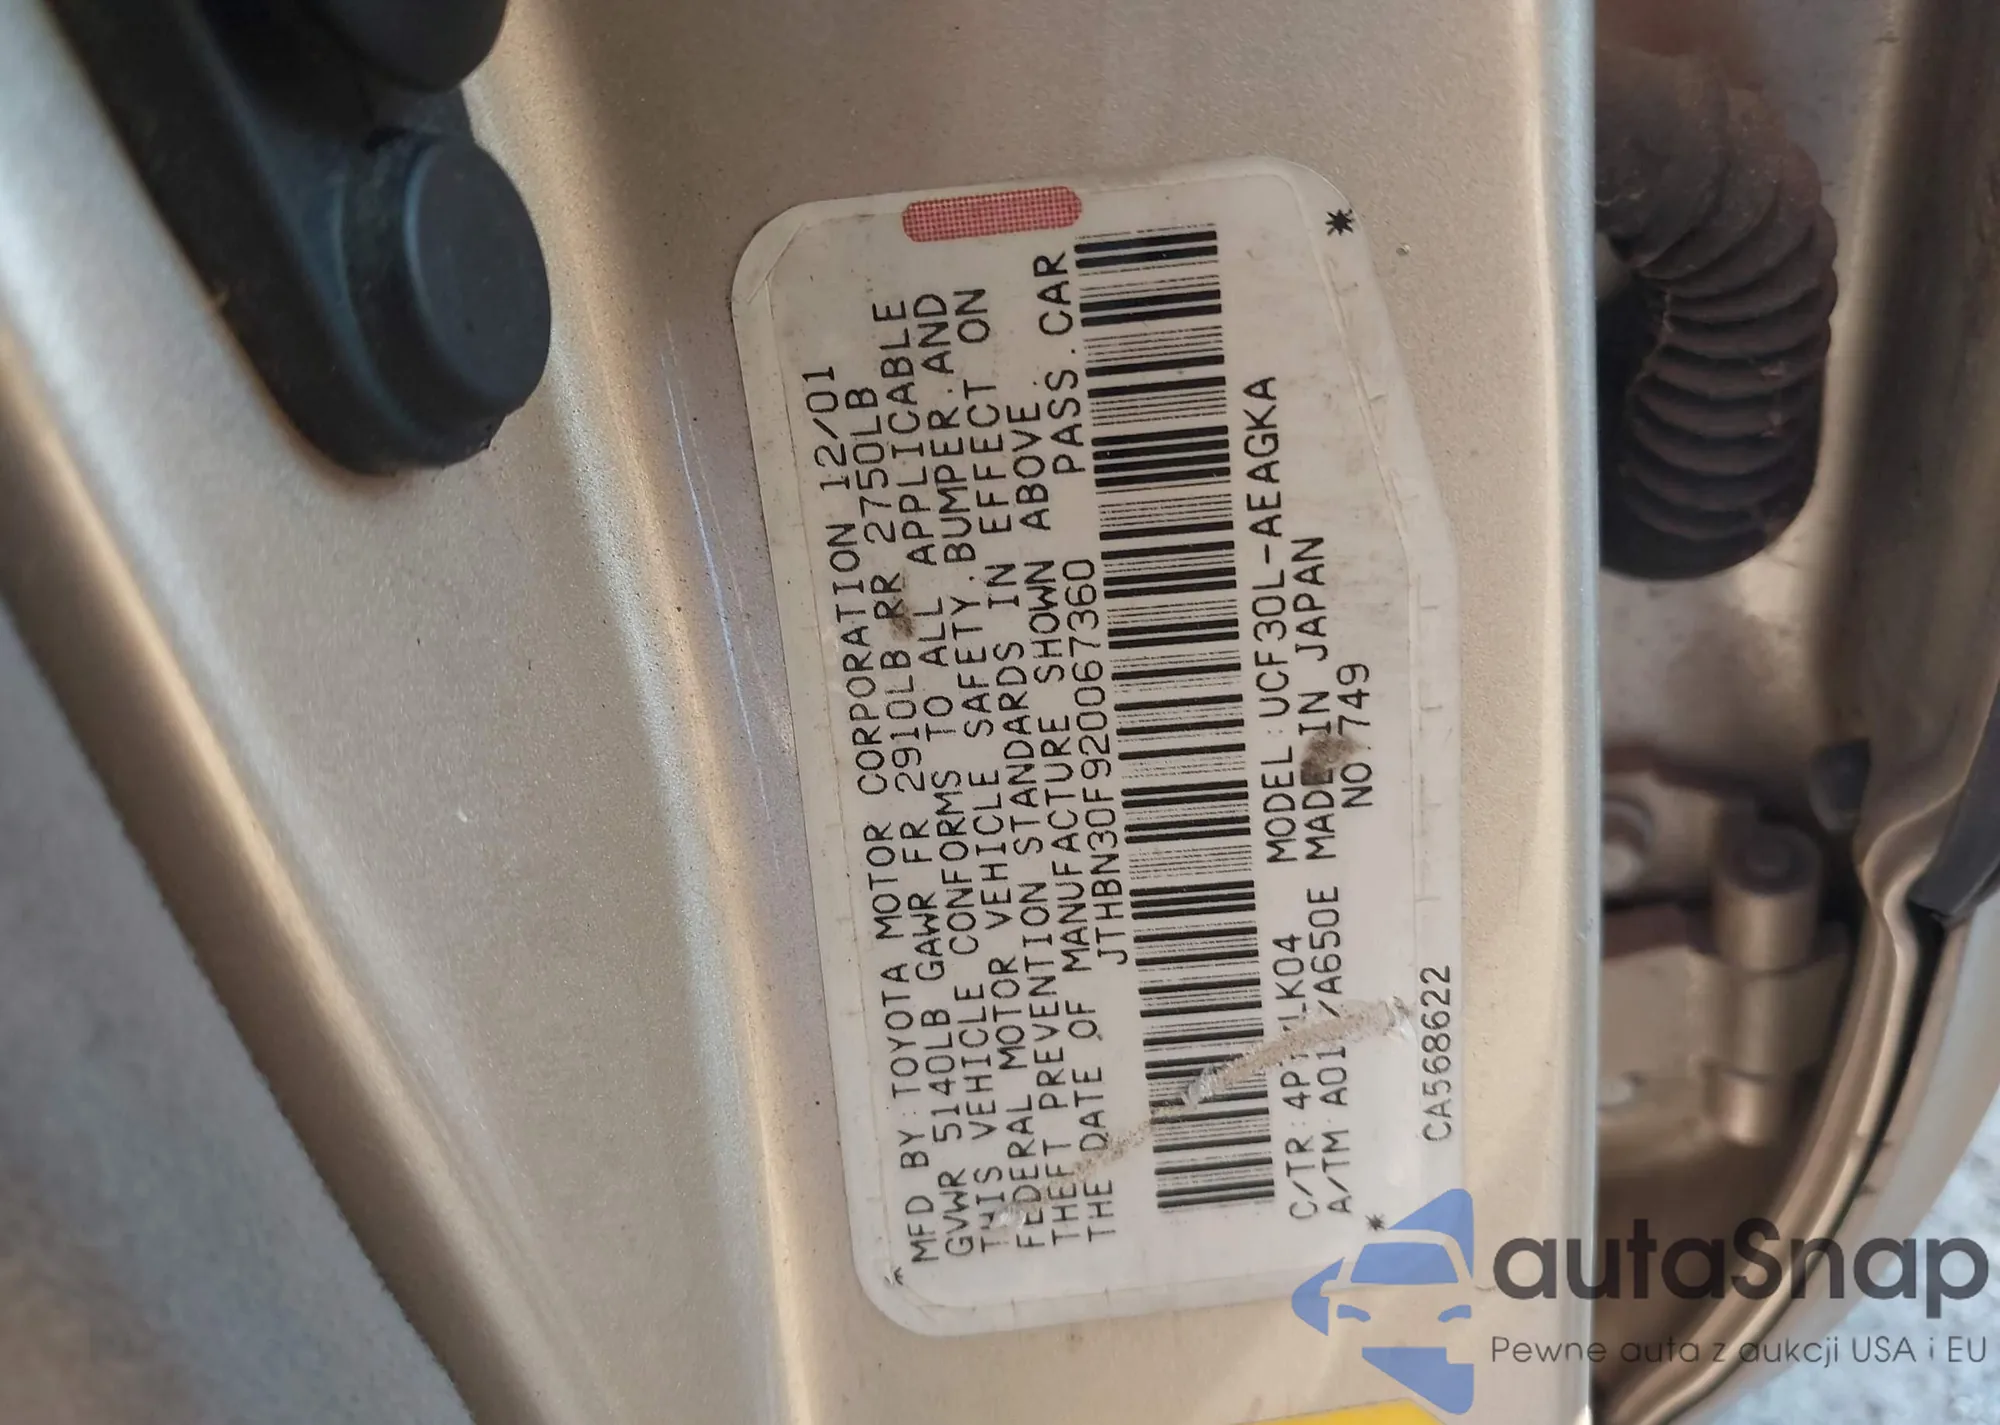 MFD BY:TOYOTA MOTOR CORPORATION 12/01
GVWR 5140LB GAWR FR 2910LB RR 2750LB
THIS VEHICLE CONFORMS TO ALL APPLICABLE
FEDERAL MOTOR VEHICLE SAFETY,BUMPER,AND
THEFT PREVENTION STANDARDS IN EFFECT ON
THE DATE OF MANUFACTURE SHOWN ABOVE.
JTHBN30F920067360 PASS.CAR
C/TR:4P LK04 MODEL:UCF30L-AEAGKA
A/TM:A01 /A650E MADE IN JAPAN
NO.749
CA568622
autaSnap
Pewne auta z aukcji USA i EU